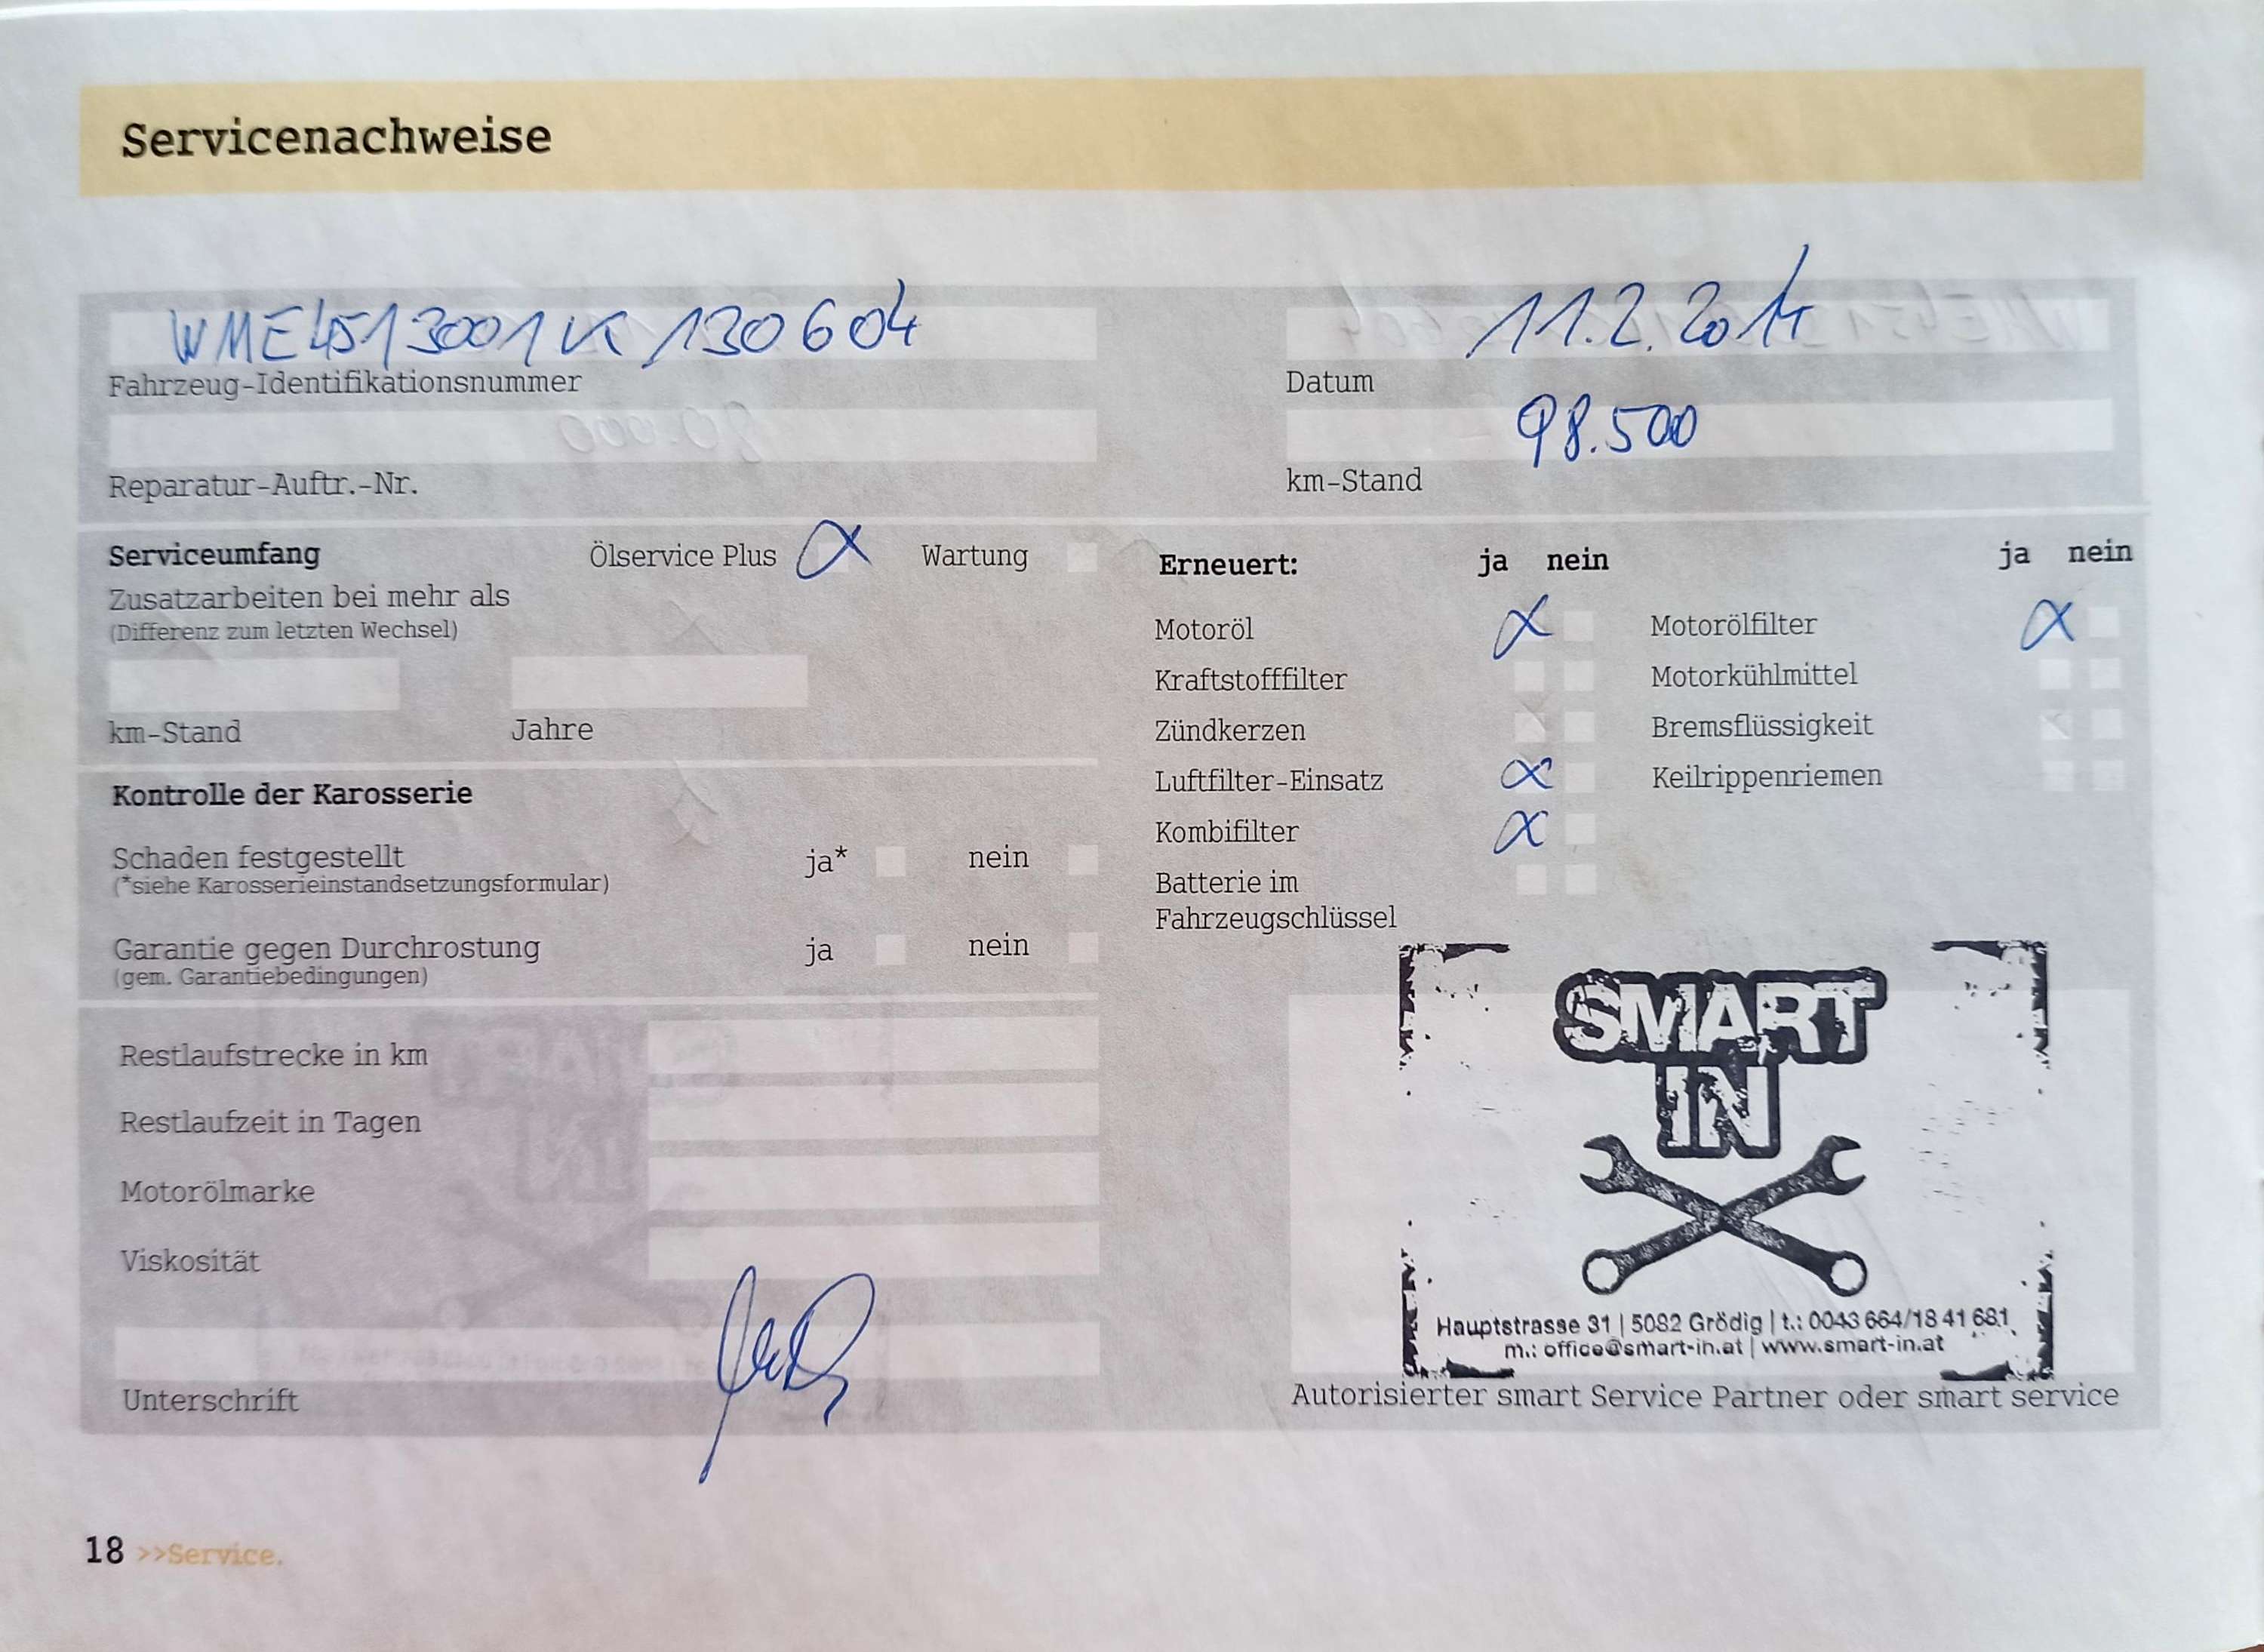 Servicenachweise
WME4513001K130604
Fahrzeug-Identifikationsnummer
11.2.2014
Datum
Reparatur-Auftr.-Nr.
98.500
km-Stand
Serviceumfang
Ölservice Plus
Wartung
Zusatzarbeiten bei mehr als
(Differenz zum letzten Wechsel)
km-Stand
Jahre
Kontrolle der Karosserie
Schaden festgestellt
ja*
nein
(*siehe Karosserieinstandsetzungsformular)
Garantie gegen Durchrostung
ja
nein
(gem. Garantiebedingungen)
Erneuert:
ja nein
ja nein
Motoröl
Motorölfilter
Kraftstofffilter
Motorkühlmittel
Zündkerzen
Bremsflüssigkeit
Luftfilter-Einsatz
Keilrippenriemen
Kombifilter
Batterie im
Fahrzeugschlüssel
Restlaufstrecke in km
Restlaufzeit in Tagen
Motorölmarke
Viskosität
Unterschrift
SMART
IN
Hauptstrasse 31 | 5082 Grödig | t.: 0043 664/18 41 681
m.: office@smart-in.at | www.smart-in.at
Autorisierter smart Service Partner oder smart service
18 >>Service.